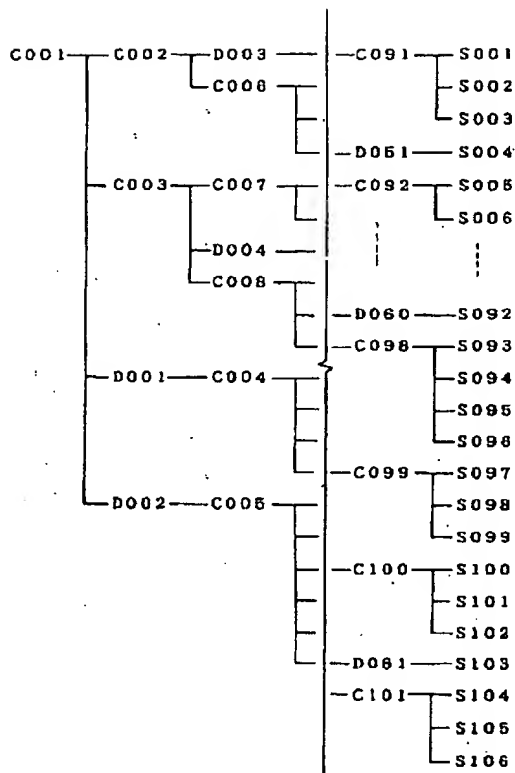 C001 C002 D003 C091 S001
C006 S002
S003
D051 S004
C003 C007 C092 S005
S006
D004
C008
D060 S092
C098 S093
D001 C004 S094
S095
S096
C099 S097
D002 C005 S098
S099
C100 S100
S101
S102
D061 S103
C101 S104
S105
S106